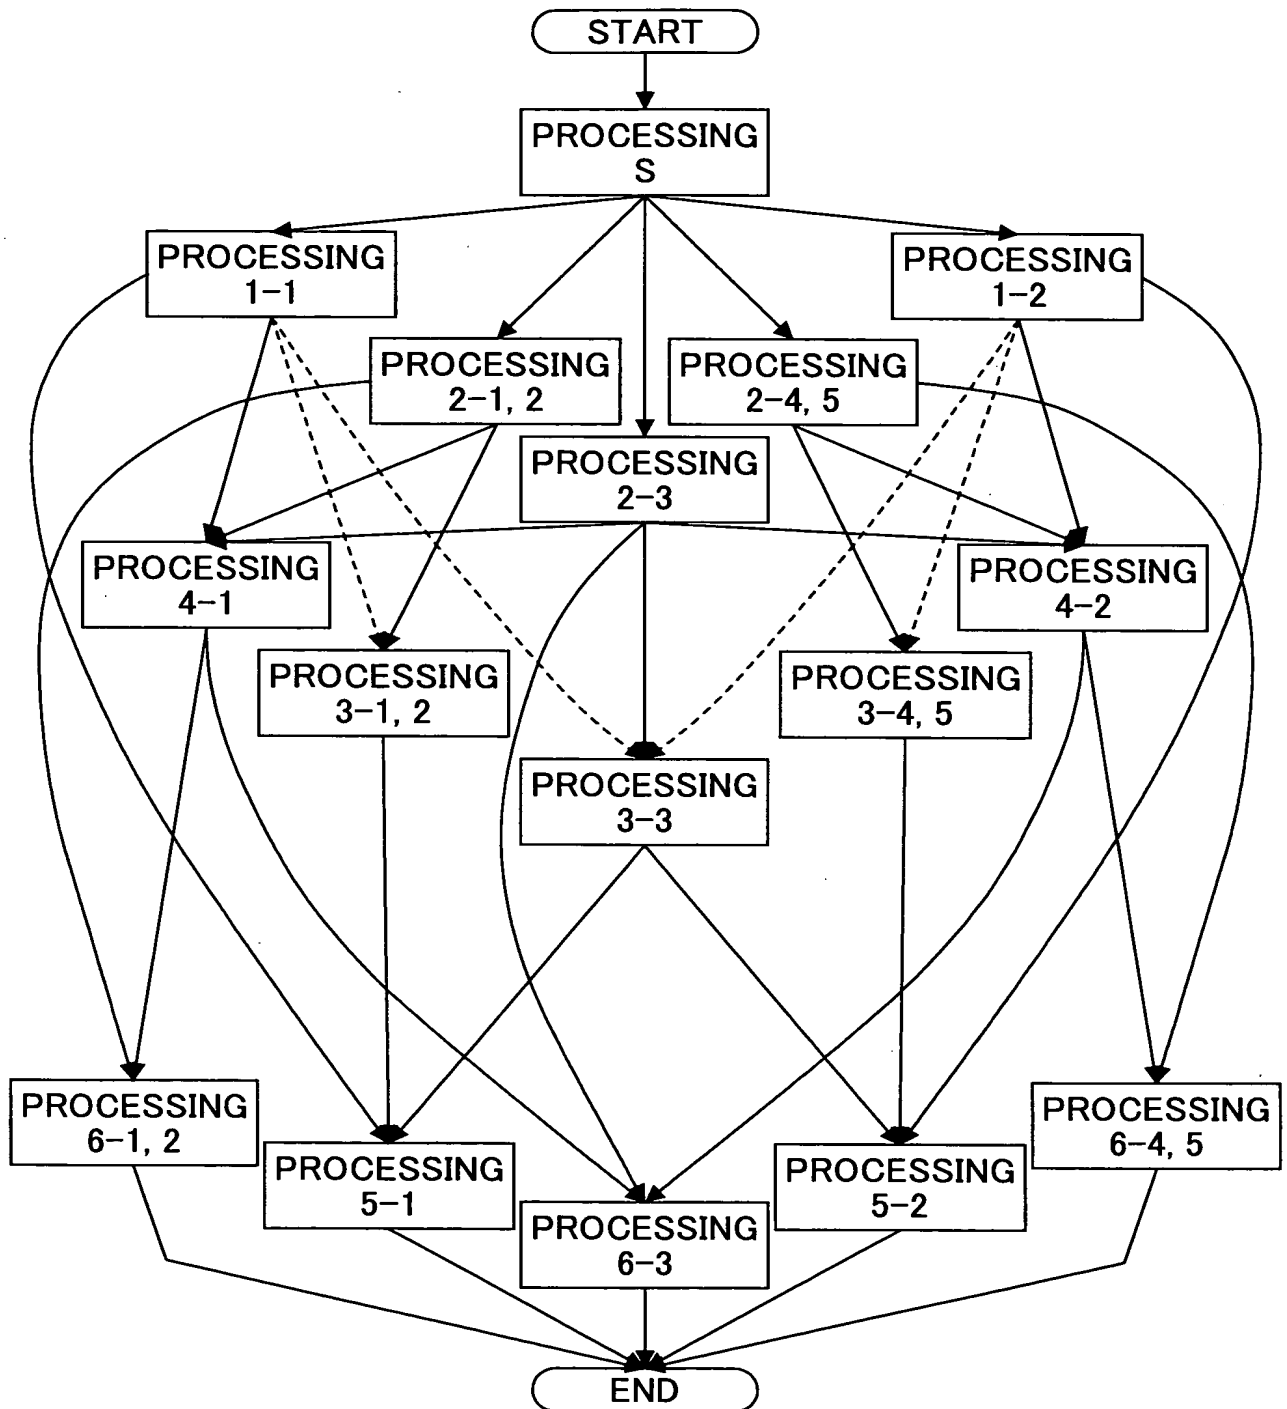 START
PROCESSING
S
PROCESSING
1-1
PROCESSING
1-2
PROCESSING
2-1, 2
PROCESSING
2-4, 5
PROCESSING
2-3
PROCESSING
4-1
PROCESSING
4-2
PROCESSING
3-1, 2
PROCESSING
3-4, 5
PROCESSING
3-3
PROCESSING
6-1, 2
PROCESSING
6-4, 5
PROCESSING
5-1
PROCESSING
5-2
PROCESSING
6-3
END